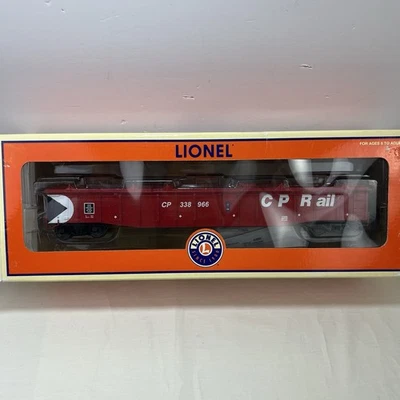 FOR AGES 8 TO ADULT
LIONEL
CP 338 966
CP Rail
LIONEL